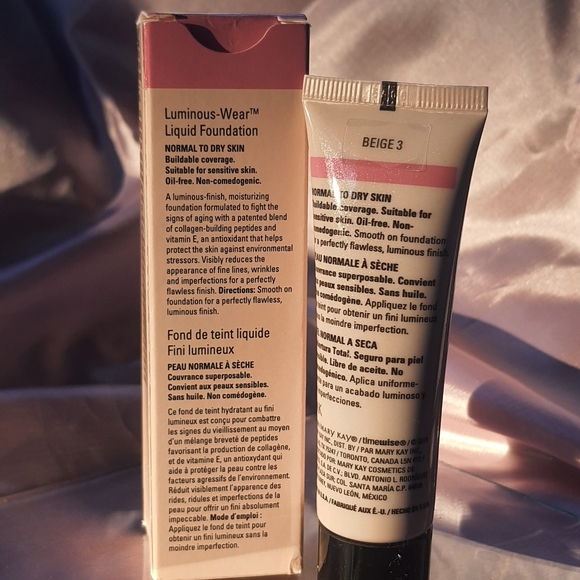 Luminous-Wear™
Liquid Foundation
NORMAL TO DRY SKIN
Buildable coverage.
Suitable for sensitive skin.
Oil-free. Non-comedogenic.
A luminous-finish, moisturizing
foundation formulated to fight the
signs of aging with a patented blend
of collagen-building peptides and
vitamin E, an antioxidant that helps
protect the skin against environmental
stressors. Visibly reduces the
appearance of fine lines, wrinkles
and imperfections for a perfectly
flawless finish. Directions: Smooth on
foundation for a perfectly flawless,
luminous finish.
Fond de teint liquide
Fini lumineux
PEAU NORMALE À SÈCHE
Couvrance superposable.
Convient aux peaux sensibles.
Sans huile. Non comédogène.
Ce fond de teint hydratant au fini
lumineux est conçu pour combattre
les signes du vieillissement au moyen
d'un mélange breveté de peptides
favorisant la production de collagène,
et de vitamine E, un antioxydant qui
aide à protéger la peau contre les
facteurs agressifs de l'environnement.
Réduit visiblement l'apparence des
rides, ridules et imperfections de la
peau pour offrir un fini absolument
impeccable. Mode d'emploi :
Appliquez le fond de teint pour
obtenir un fini lumineux sans la
moindre imperfection.
BEIGE 3
NORMAL TO DRY SKIN
Buildable coverage. Suitable for
sensitive skin. Oil-free. Non-
comedogenic. Smooth on foundation
for a perfectly flawless, luminous finish.
PEAU NORMALE À SÈCHE
Couvrance superposable. Convient
peaux sensibles. Sans huile.
comédogène. Appliquez le fond
pour obtenir un fini lumineux
la moindre imperfection.
NORMAL A SECA
Total. Seguro para piel
Libre de aceite. No
Aplica uniforme-
para un acabado luminoso y
MARY KAY® / timewise® / ©
INC. DIST. BY / PAR MARY KAY INC.,
TORONTO, CANADA L5N
POR MARY KAY COSMETICS DE
S.A. DE C.V.: BLVD. ANTONIO L. RODRÍGUEZ
SUR, COL. SANTA MARÍA C.P.
NUEVO LEÓN, MÉXICO
/ FABRIQUÉ AUX É.-U. / HECHO